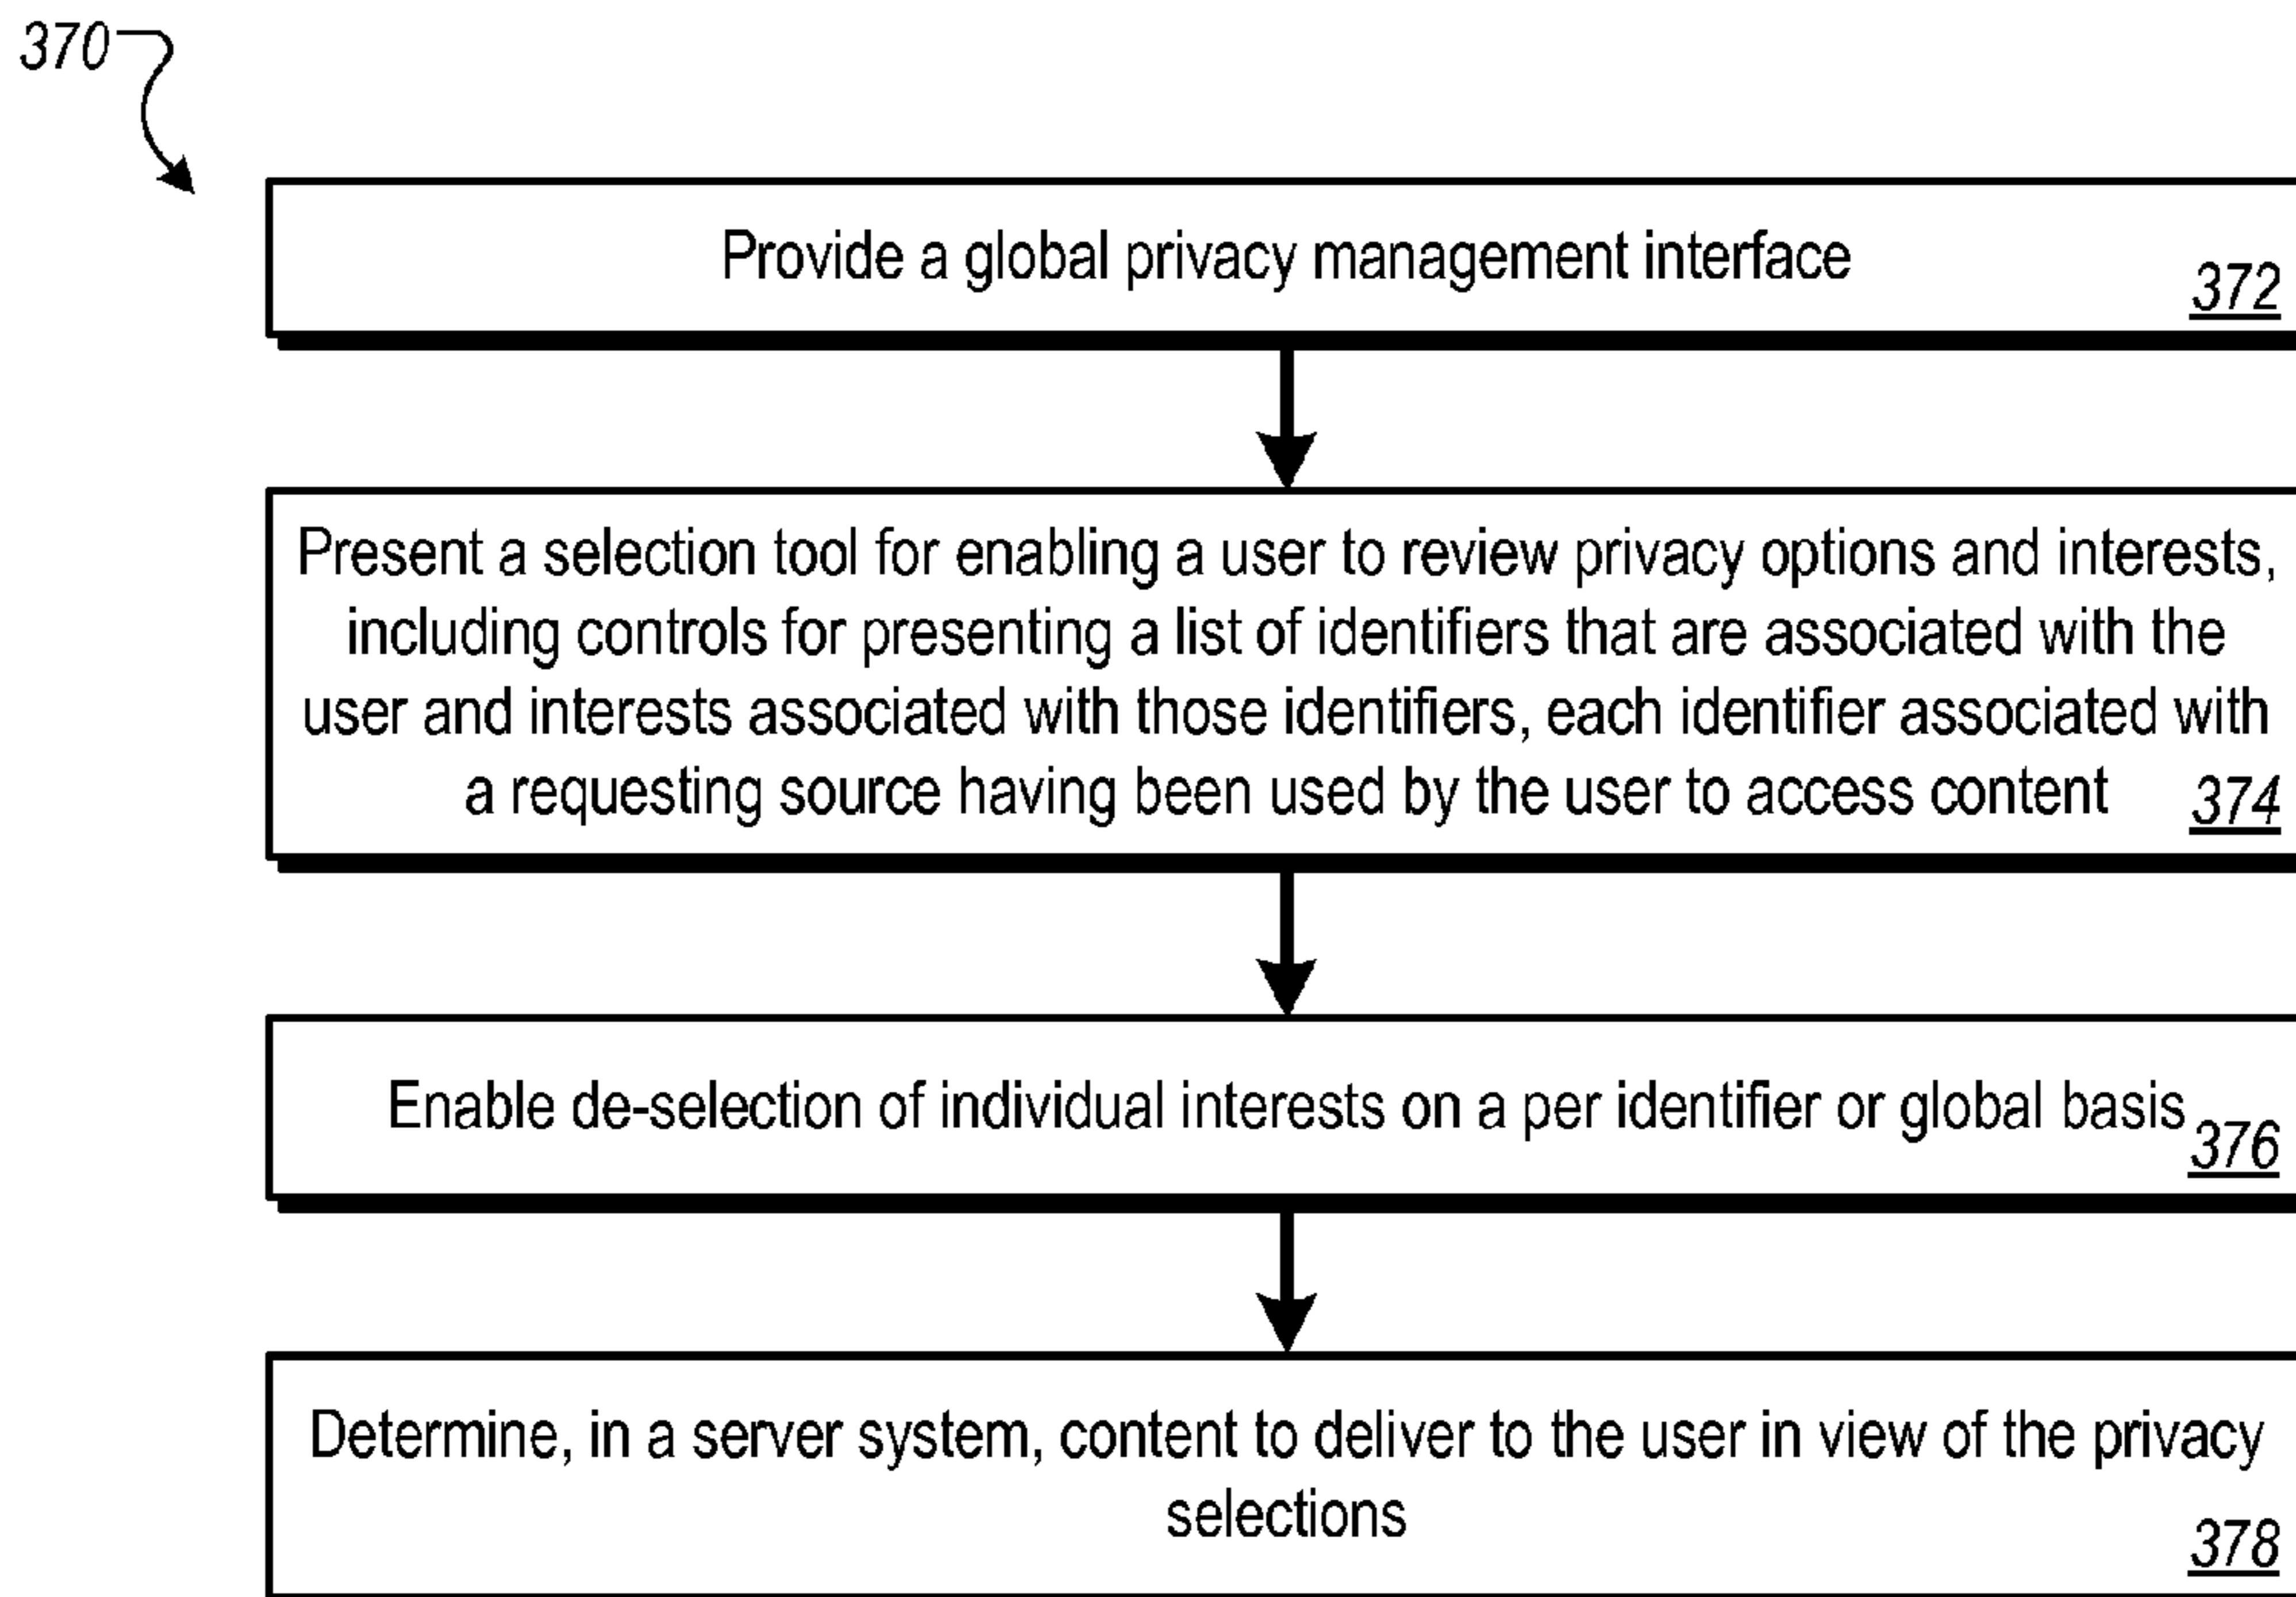 370
Provide a global privacy management interface
372
Present a selection tool for enabling a user to review privacy options and interests,
including controls for presenting a list of identifiers that are associated with the
user and interests associated with those identifiers, each identifier associated with
a requesting source having been used by the user to access content
374
Enable de-selection of individual interests on a per identifier or global basis
376
Determine, in a server system, content to deliver to the user in view of the privacy
selections
378